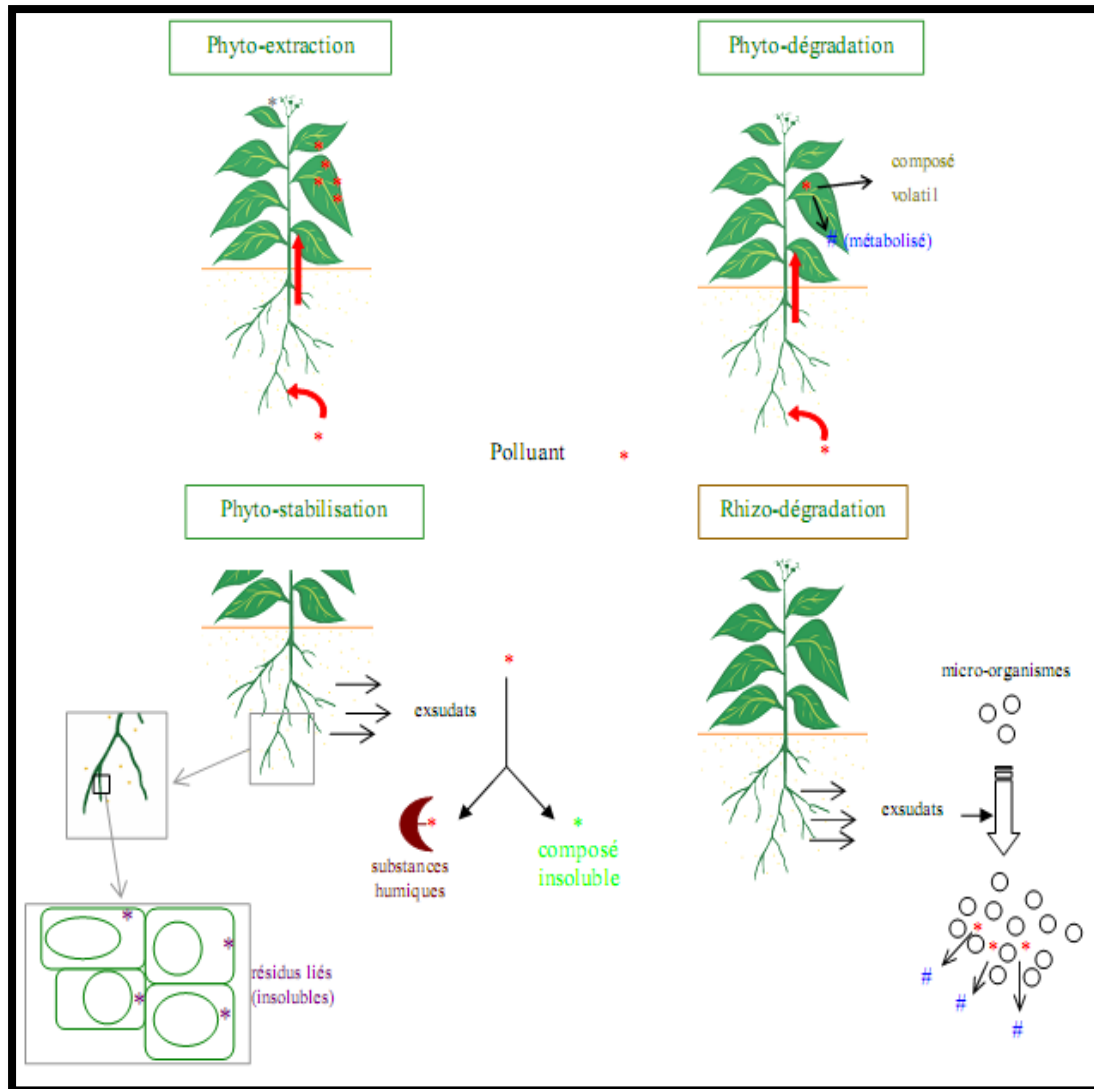 Phyto-extraction
Phyto-dégradation
*
*
*
*
*
*
*
composé
volatil
# (métabolisé)
*
*
Polluant *
Phyto-stabilisation
Rhizo-dégradation
*
exsudats
*
substances
humiques
*
composé
insoluble
*
*
*
*
résidus liés
(insolubles)
micro-organismes
exsudats
*
*
*
#
#
#